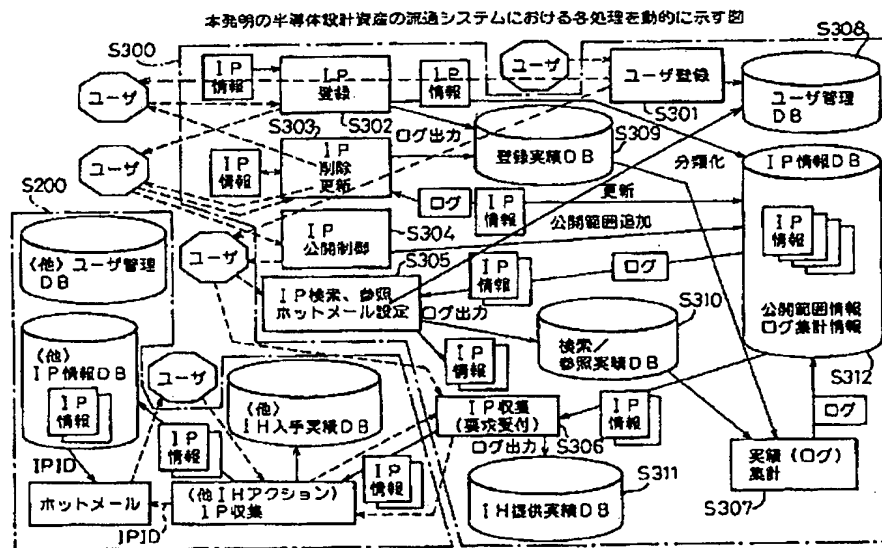 本発明の半導体設計資産の流通システムにおける各処理を動的に示す図
S300
ユーザ
IP
情報
IP
登録
IP
情報
ユーザ
ユーザ登録
S301
S308
ユーザ管理
DB
S302
S303
ログ出力
S309
登録実績DB
ユーザ
IP
情報
IP
削除
更新
ログ
IP
情報
分類化
更新
IP情報DB
IP
情報
公開範囲情報
ログ集計情報
S312
S200
(他)ユーザ管理
DB
ユーザ
IP
公開制御
S304
公開範囲追加
S305
IP検索、参照
ホットメール設定
IP
情報
ログ
ログ出力
S310
検索/
参照実績DB
IP
情報
(他)
IP情報DB
IP
情報
ユーザ
(他)
IH入手実績DB
IP収集
(要求受付)
S306
IP
情報
ログ
ログ出力
実績(ログ)
集計
S307
IPID
IP
情報
IP
情報
S311
IH提供実績DB
ホットメール
(他IHアクション)
IP収集
IPID